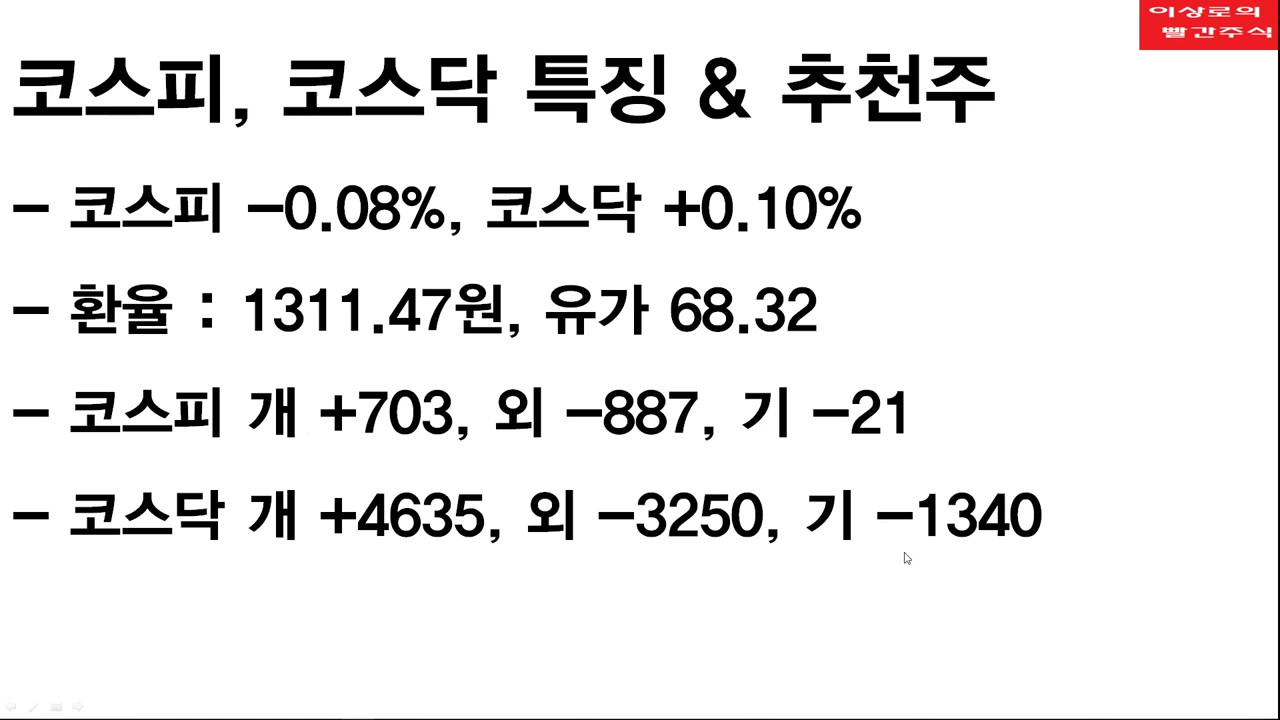 이상로의
빨간주식
코스피, 코스닥 특징 & 추천주
- 코스피 -0.08%, 코스닥 +0.10%
- 환율 : 1311.47원, 유가 68.32
- 코스피 개 +703, 외 -887, 기 -21
- 코스닥 개 +4635, 외 -3250, 기 -1340